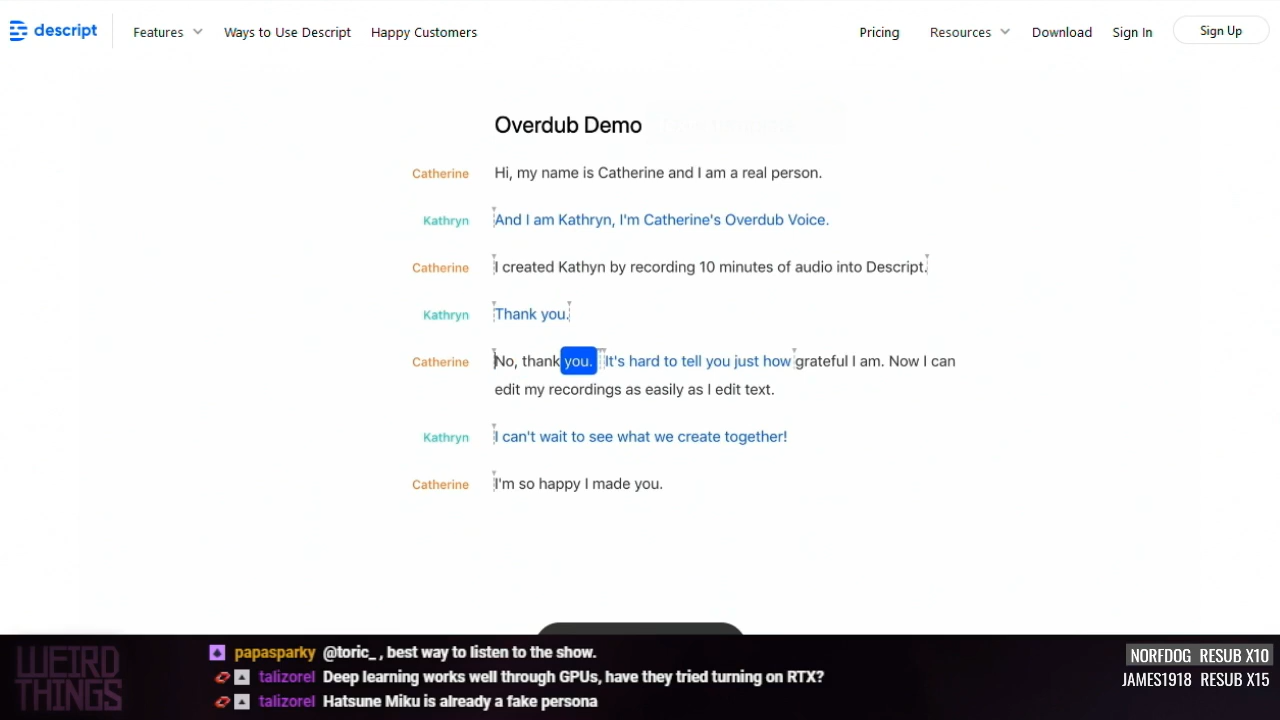 descript
Features Ways to Use Descript Happy Customers Pricing Resources Download Sign In Sign Up
Overdub Demo
Catherine Hi, my name is Catherine and I am a real person.
Kathryn And I am Kathryn, I'm Catherine's Overdub Voice.
Catherine I created Kathyn by recording 10 minutes of audio into Descript.
Kathryn Thank you.
Catherine No, thank you. It's hard to tell you just how grateful I am. Now I can
edit my recordings as easily as I edit text.
Kathryn I can't wait to see what we create together!
Catherine I'm so happy I made you.
WEIRD
THINGS
papasparky @toric_ , best way to listen to the show.
talizorel Deep learning works well through GPUs, have they tried turning on RTX?
talizorel Hatsune Miku is already a fake persona
NORFDOG RESUB X10
JAMES1918 RESUB X15